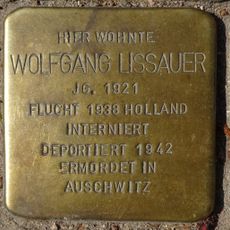 HIER WOHNTE
WOLFGANG LISSAUER
JG. 1921
FLUCHT 1938 HOLLAND
INTERNIERT
DEPORTIERT 1942
ERMORDET IN
AUSCHWITZ